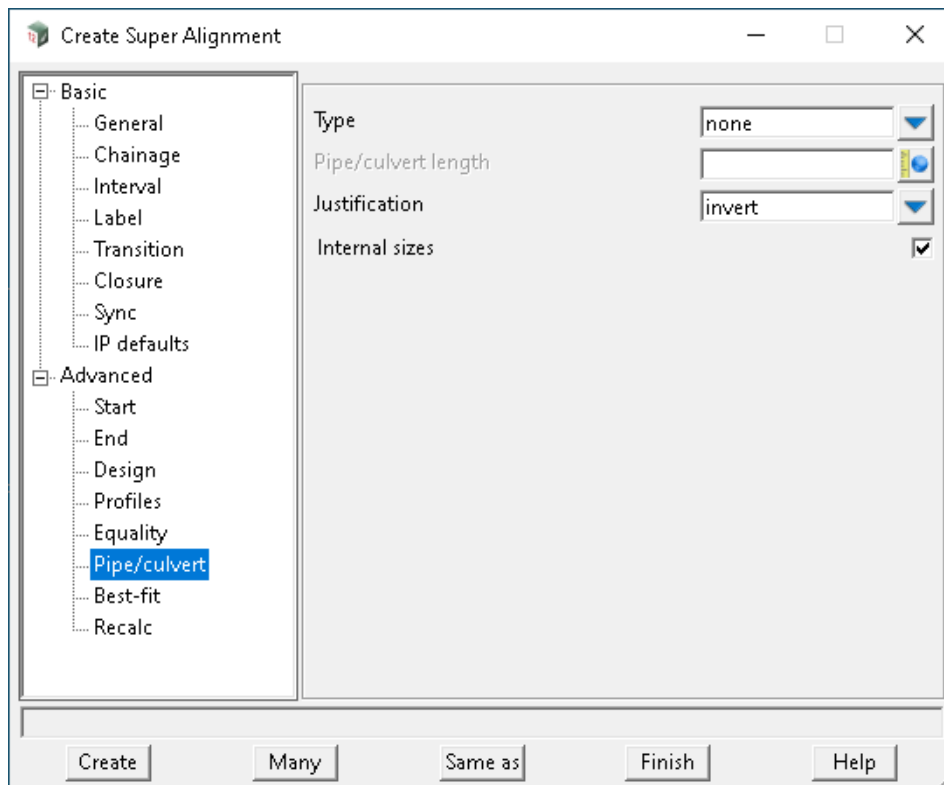 Create Super Alignment
Basic
General
Chainage
Interval
Label
Transition
Closure
Sync
IP defaults
Advanced
Start
End
Design
Profiles
Equality
Pipe/culvert
Best-fit
Recalc
Type none
Pipe/culvert length
Justification invert
Internal sizes
Create Many Same as Finish Help